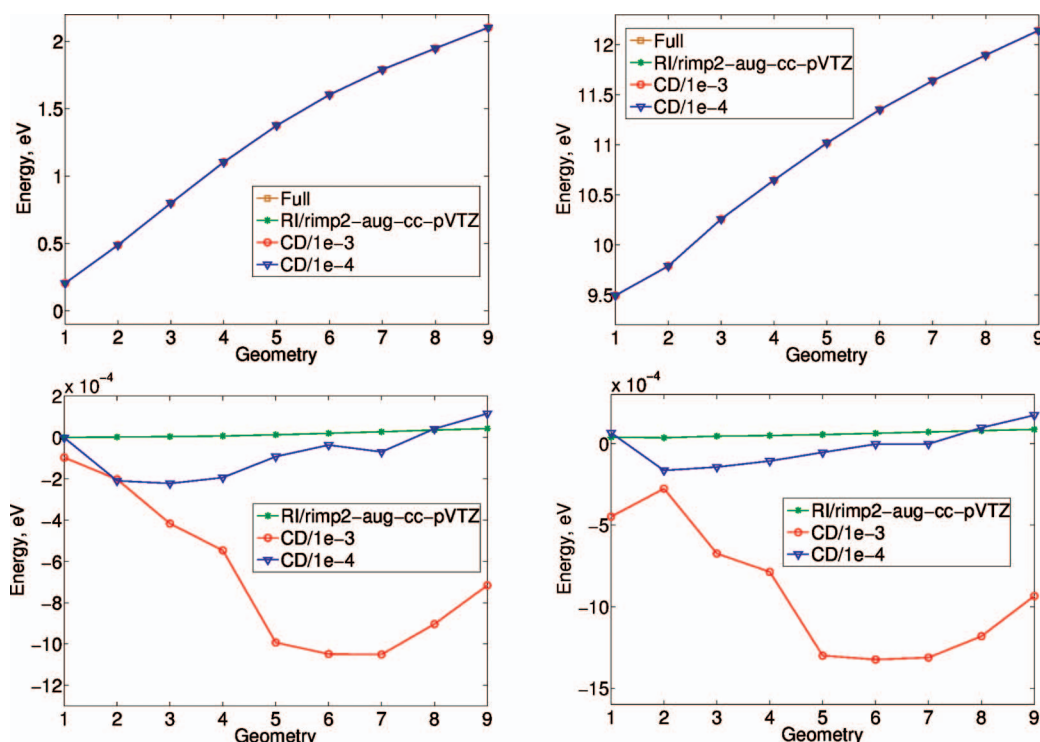 Energy, eV
2
1.5
1
0.5
0
Full
RI/rimp2-aug-cc-pVTZ
CD/1e-3
CD/1e-4
1 2 3 4 5 6 7 8 9
Geometry
Energy, eV
12
11.5
11
10.5
10
9.5
Full
RI/rimp2-aug-cc-pVTZ
CD/1e-3
CD/1e-4
1 2 3 4 5 6 7 8 9
Geometry
x 10⁻⁴
Energy, eV
2
0
-2
-4
-6
-8
-10
-12
RI/rimp2-aug-cc-pVTZ
CD/1e-3
CD/1e-4
1 2 3 4 5 6 7 8 9
Geometry
x 10⁻⁴
Energy, eV
0
-5
-10
-15
RI/rimp2-aug-cc-pVTZ
CD/1e-3
CD/1e-4
1 2 3 4 5 6 7 8 9
Geometry